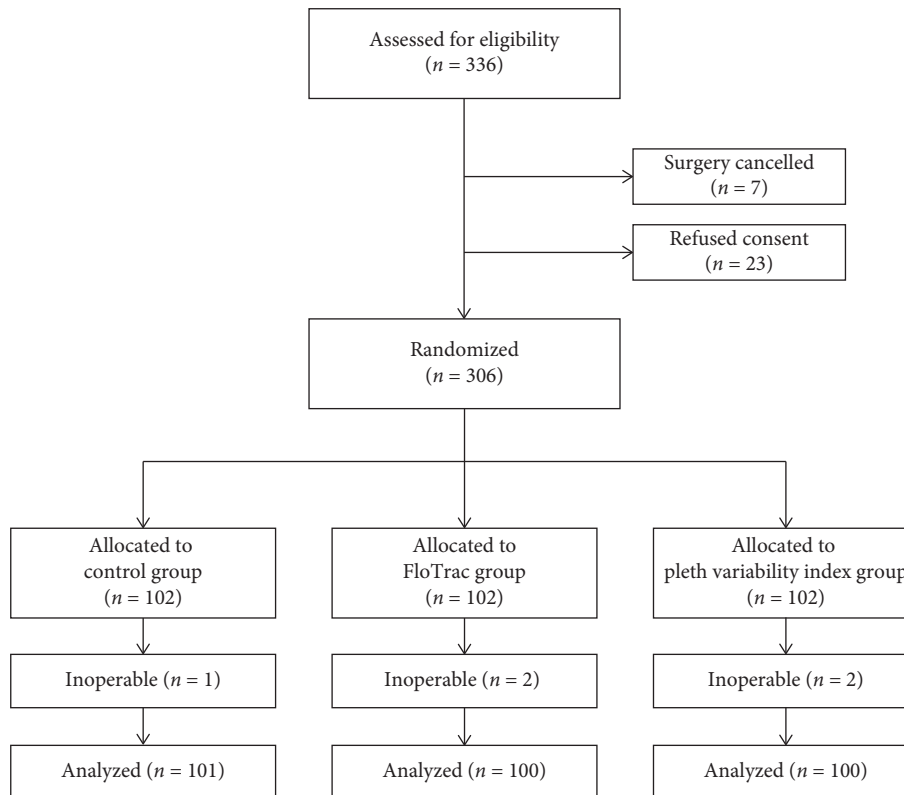 Assessed for eligibility
(n = 336)
Surgery cancelled
(n = 7)
Refused consent
(n = 23)
Randomized
(n = 306)
Allocated to
control group
(n = 102)
Allocated to
FloTrac group
(n = 102)
Allocated to
pleth variability index group
(n = 102)
Inoperable (n = 1)
Inoperable (n = 2)
Inoperable (n = 2)
Analyzed (n = 101)
Analyzed (n = 100)
Analyzed (n = 100)